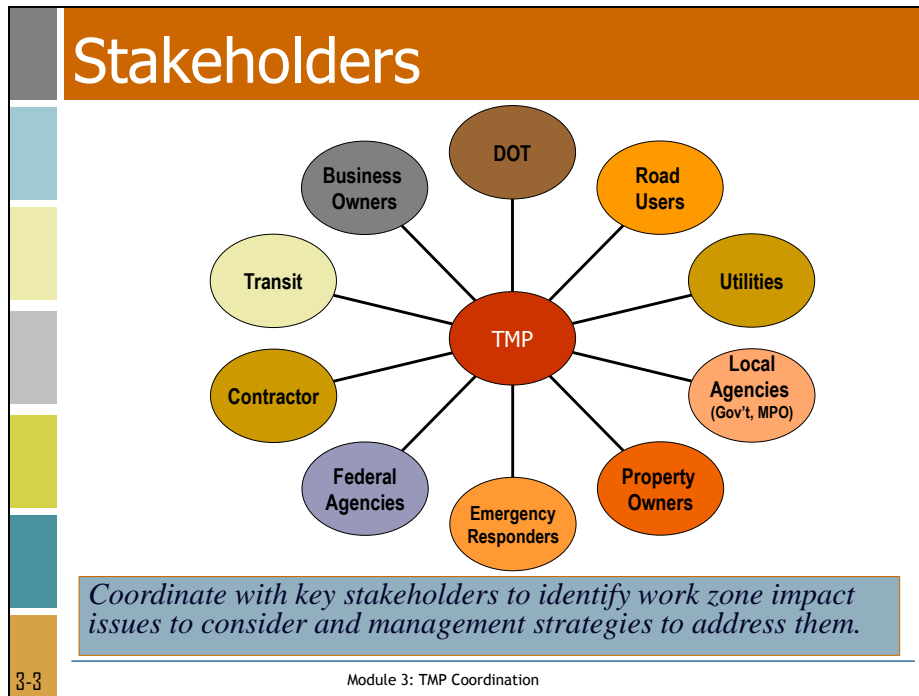 Stakeholders
DOT
Business
Owners
Road
Users
Transit
Utilities
TMP
Contractor
Local
Agencies
(Gov't, MPO)
Federal
Agencies
Property
Owners
Emergency
Responders
Coordinate with key stakeholders to identify work zone impact
issues to consider and management strategies to address them.
3-3
Module 3: TMP Coordination